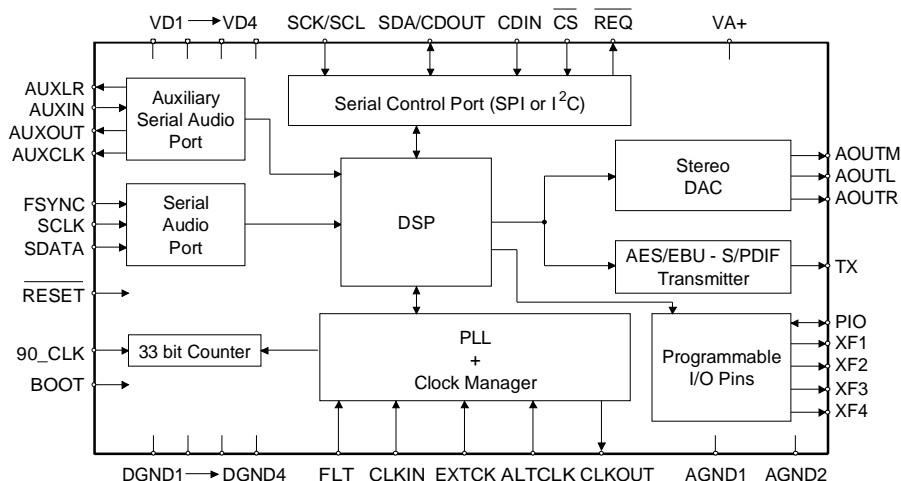 VD1 → VD4 SCK/SCL SDA/CDOUT CDIN CS REQ VA+
AUXLR
AUXIN
AUXOUT
AUXCLK
Auxiliary
Serial Audio
Port
Serial Control Port (SPI or I²C)
FSYNC
SCLK
SDATA
Serial
Audio
Port
DSP
Stereo
DAC
AOUTM
AOUTL
AOUTR
AES/EBU - S/PDIF
Transmitter
TX
RESET
90_CLK
BOOT
33 bit Counter
PLL
+
Clock Manager
Programmable
I/O Pins
PIO
XF1
XF2
XF3
XF4
DGND1 → DGND4 FLT CLKIN EXTCK ALTCLK CLKOUT AGND1 AGND2